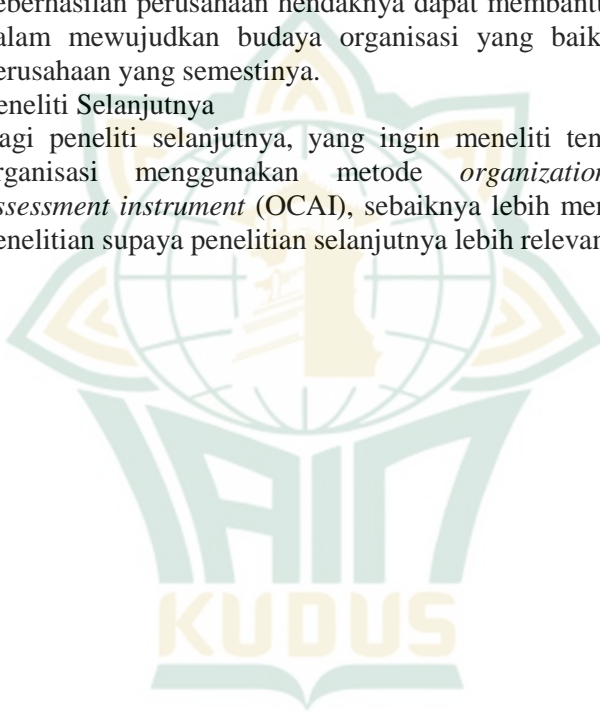 eberhasilan perusahaan hendaknya dapat membantu
alam mewujudkan budaya organisasi yang baik
erusahaan yang semestinya.
eneliti Selanjutnya
agi peneliti selanjutnya, yang ingin meneliti ten
rganisasi menggunakan metode organization
ssessment instrument (OCAI), sebaiknya lebih men
enelitian supaya penelitian selanjutnya lebih relevan
IAIN
KUDUS